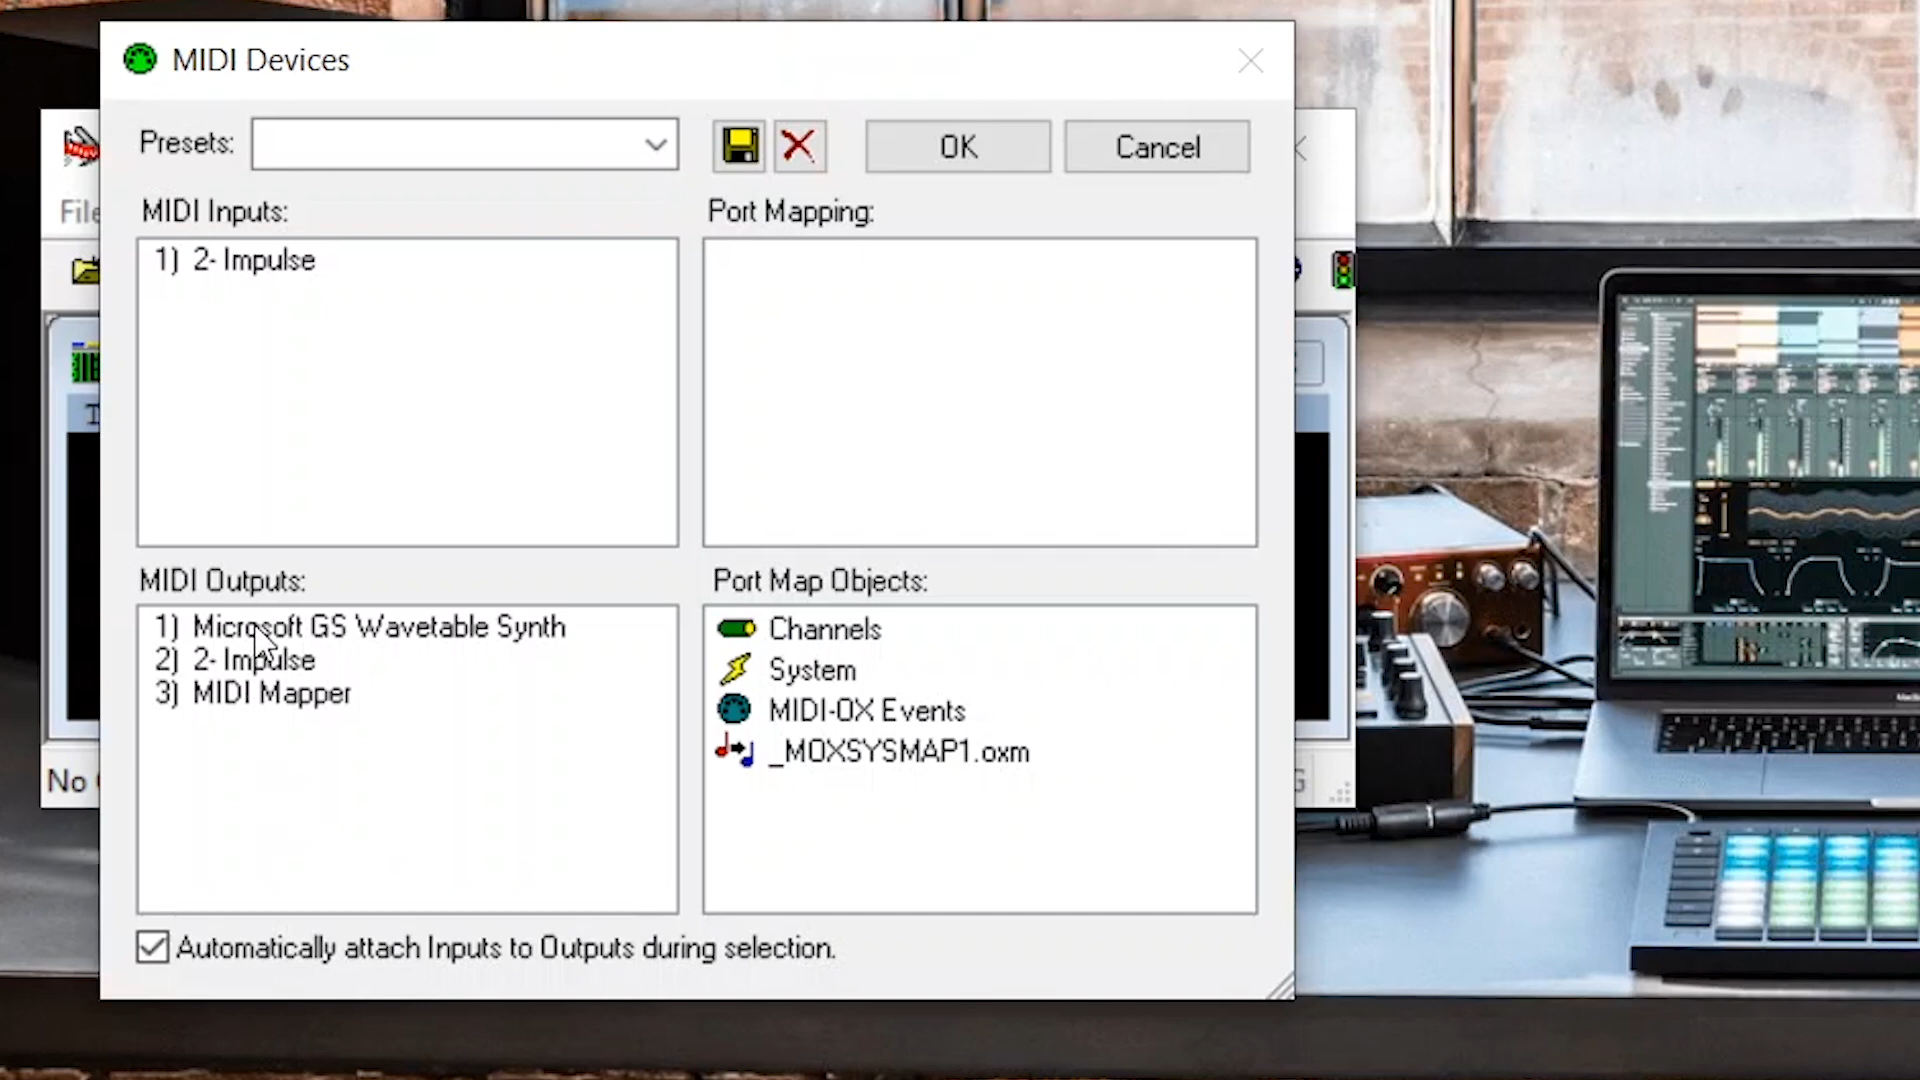 MIDI Devices
Presets:
OK
Cancel
File
MIDI Inputs:
Port Mapping:
1) 2- Impulse
MIDI Outputs:
Port Map Objects:
1) Microsoft GS Wavetable Synth
2) 2- Impulse
3) MIDI Mapper
Channels
System
MIDI-OX Events
_MOXSYSMAP1.oxm
No
Automatically attach Inputs to Outputs during selection.